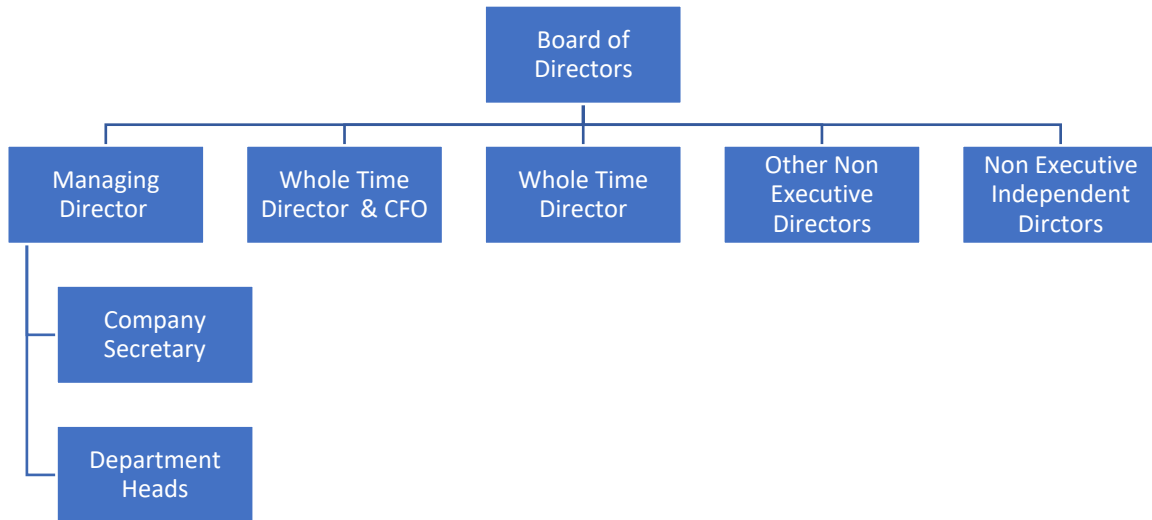 Board of
Directors
Managing
Director
Whole Time
Director & CFO
Whole Time
Director
Other Non
Executive
Directors
Non Executive
Independent
Dirctors
Company
Secretary
Department
Heads